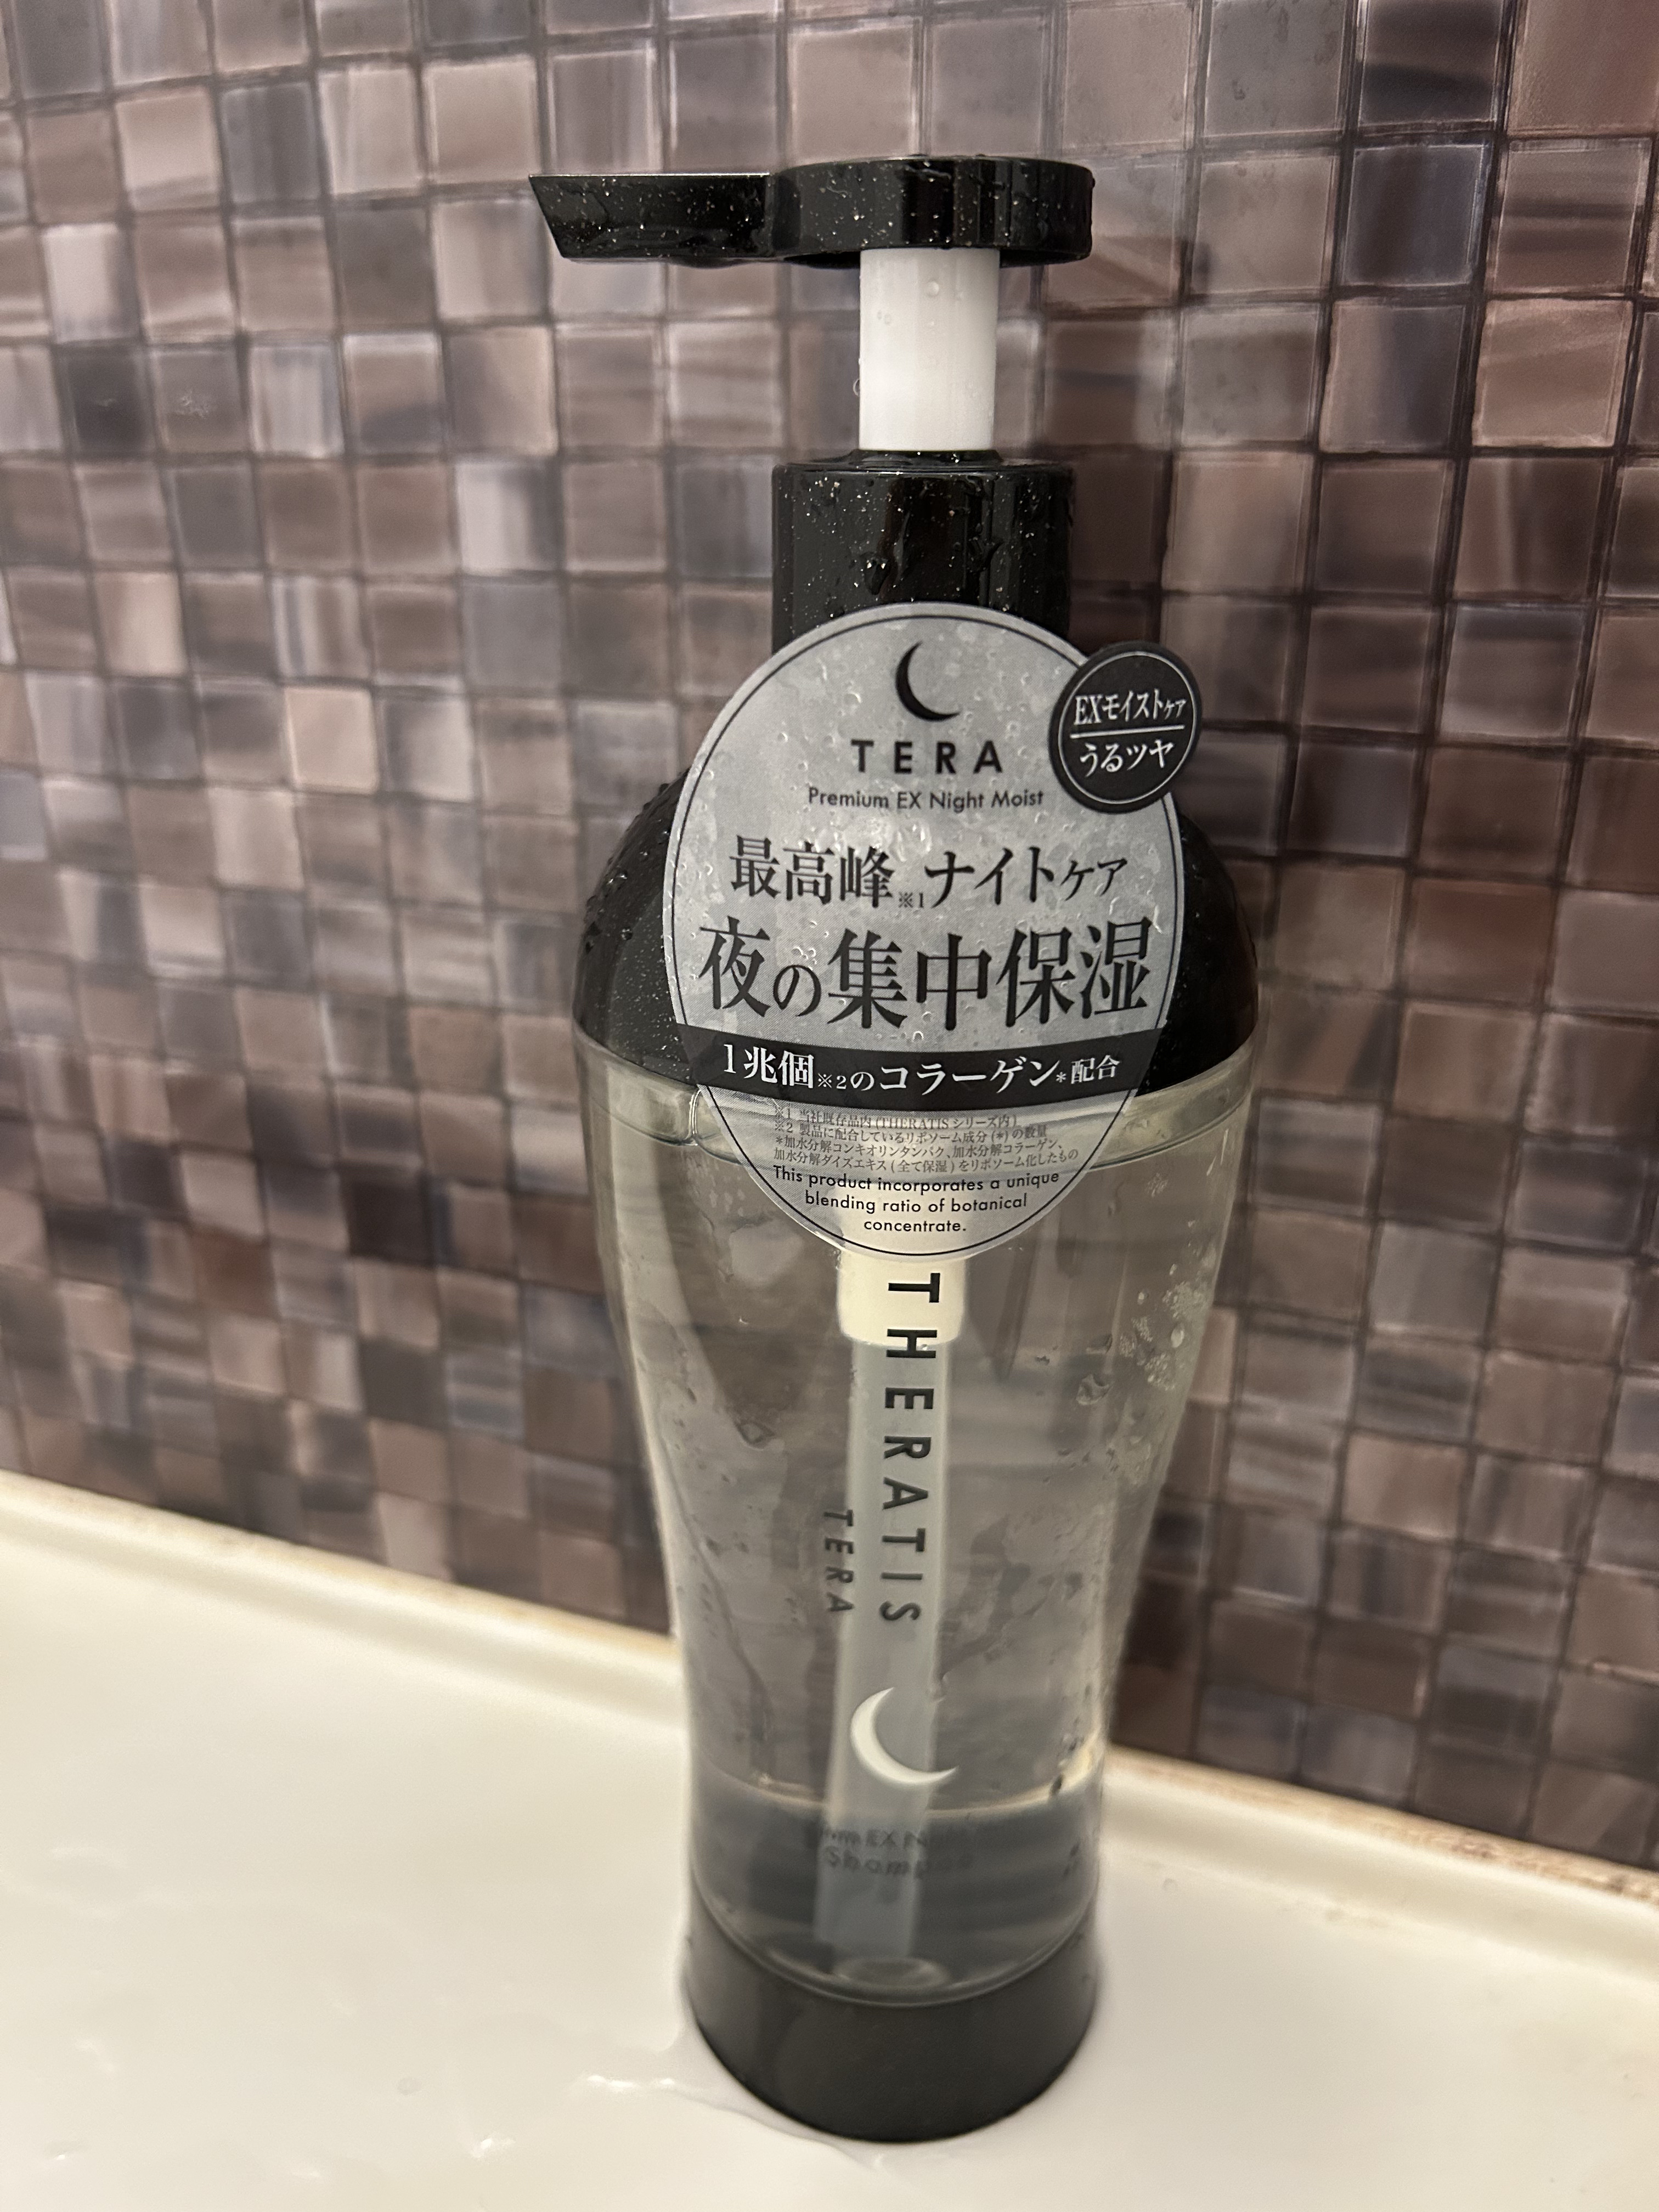 TERA
Premium EX Night Moist
EXモイストケア
うるツヤ
最高峰※1ナイトケア
夜の集中保湿
1兆個※2のコラーゲン*配合
※1 当社既存品内(THERATISシリーズ内)
※2 製品に配合しているリポソーム成分(*)の数量
*加水分解コンキオリンタンパク、加水分解コラーゲン、
加水分解ダイズエキス(全て保湿)をリポソーム化したもの
This product incorporates a unique
blending ratio of botanical
concentrate.
THERATIS
TERA
EX
Shampoo